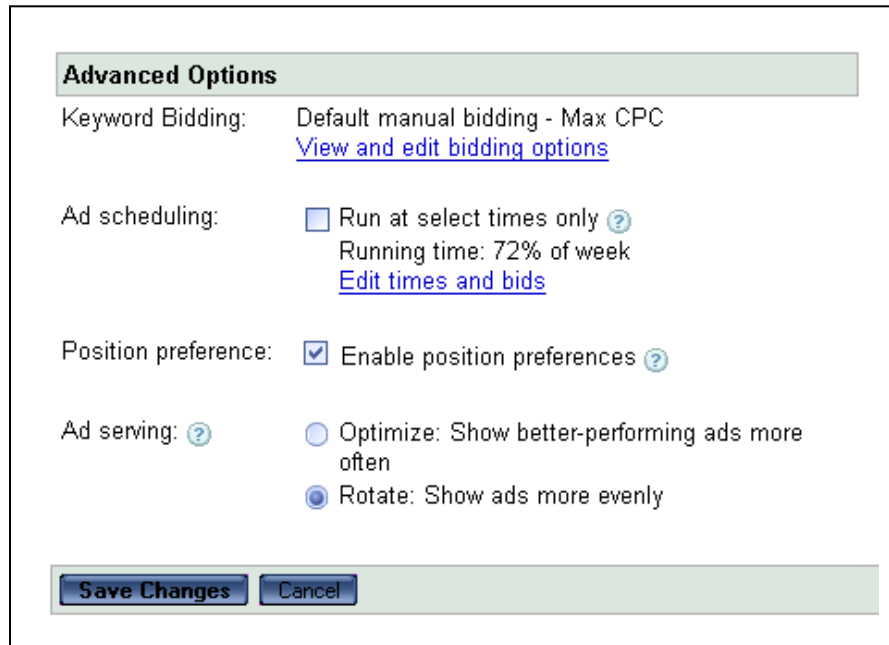 Advanced Options
Keyword Bidding: Default manual bidding - Max CPC
View and edit bidding options
Ad scheduling: Run at select times only ?
Running time: 72% of week
Edit times and bids
Position preference: Enable position preferences ?
Ad serving: ? Optimize: Show better-performing ads more
often
Rotate: Show ads more evenly
Save Changes Cancel